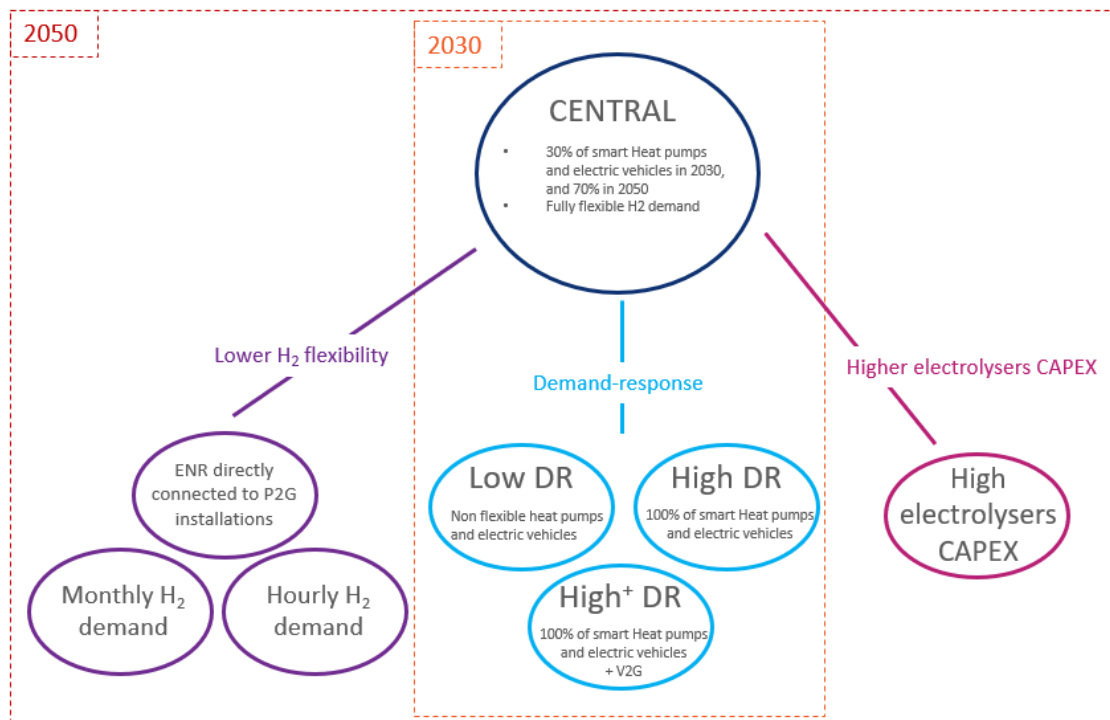 2050
2030
CENTRAL
▪ 30% of smart Heat pumps
and electric vehicles in 2030,
and 70% in 2050
▪ Fully flexible H2 demand
Lower H₂ flexibility
Demand-response
Higher electrolysers CAPEX
ENR directly
connected to P2G
installations
Monthly H₂
demand
Hourly H₂
demand
Low DR
Non flexible heat pumps
and electric vehicles
High DR
100% of smart Heat pumps
and electric vehicles
High⁺ DR
100% of smart Heat pumps
and electric vehicles
+ V2G
High
electrolysers
CAPEX